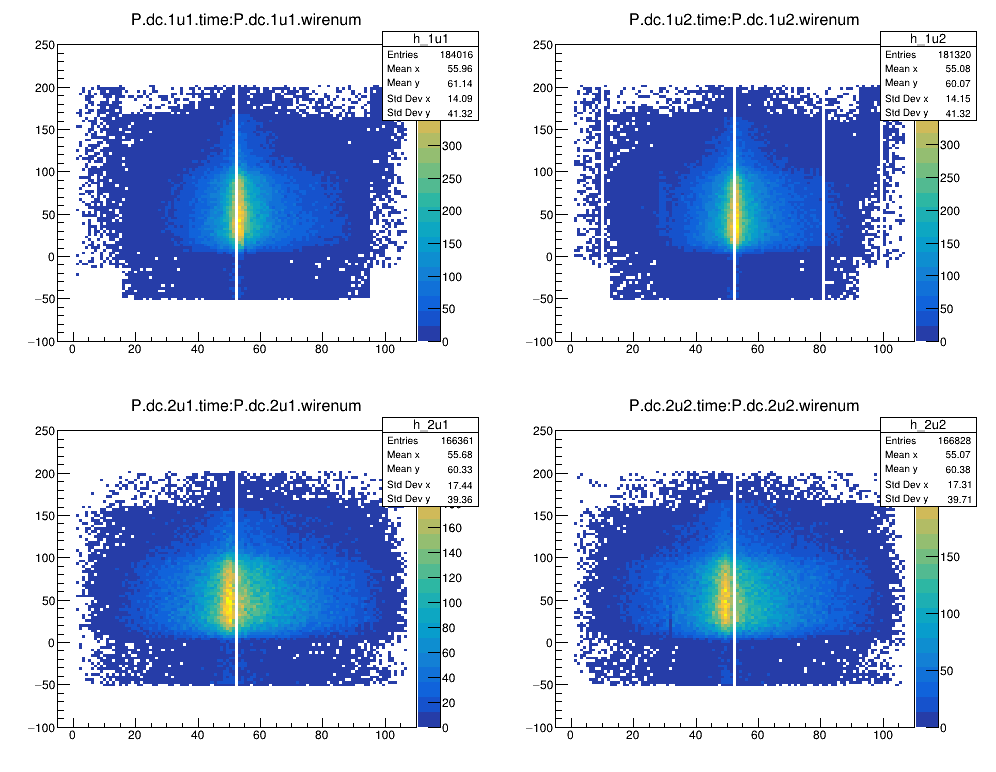 P.dc.1u1.time:P.dc.1u1.wirenum
h_1u1
Entries 184016
Mean x 55.96
Mean y 61.14
Std Dev x 14.09
Std Dev y 41.32
250
200
150
100
50
0
−50
−100
0 20 40 60 80 100
300
250
200
150
100
50
0
P.dc.1u2.time:P.dc.1u2.wirenum
h_1u2
Entries 181320
Mean x 55.08
Mean y 60.07
Std Dev x 14.15
Std Dev y 41.32
250
200
150
100
50
0
−50
−100
0 20 40 60 80 100
300
250
200
150
100
50
0
P.dc.2u1.time:P.dc.2u1.wirenum
h_2u1
Entries 166361
Mean x 55.68
Mean y 60.33
Std Dev x 17.44
Std Dev y 39.36
250
200
150
100
50
0
−50
−100
0 20 40 60 80 100
160
140
120
100
80
60
40
20
0
P.dc.2u2.time:P.dc.2u2.wirenum
h_2u2
Entries 166828
Mean x 55.07
Mean y 60.38
Std Dev x 17.31
Std Dev y 39.71
250
200
150
100
50
0
−50
−100
0 20 40 60 80 100
150
100
50
0